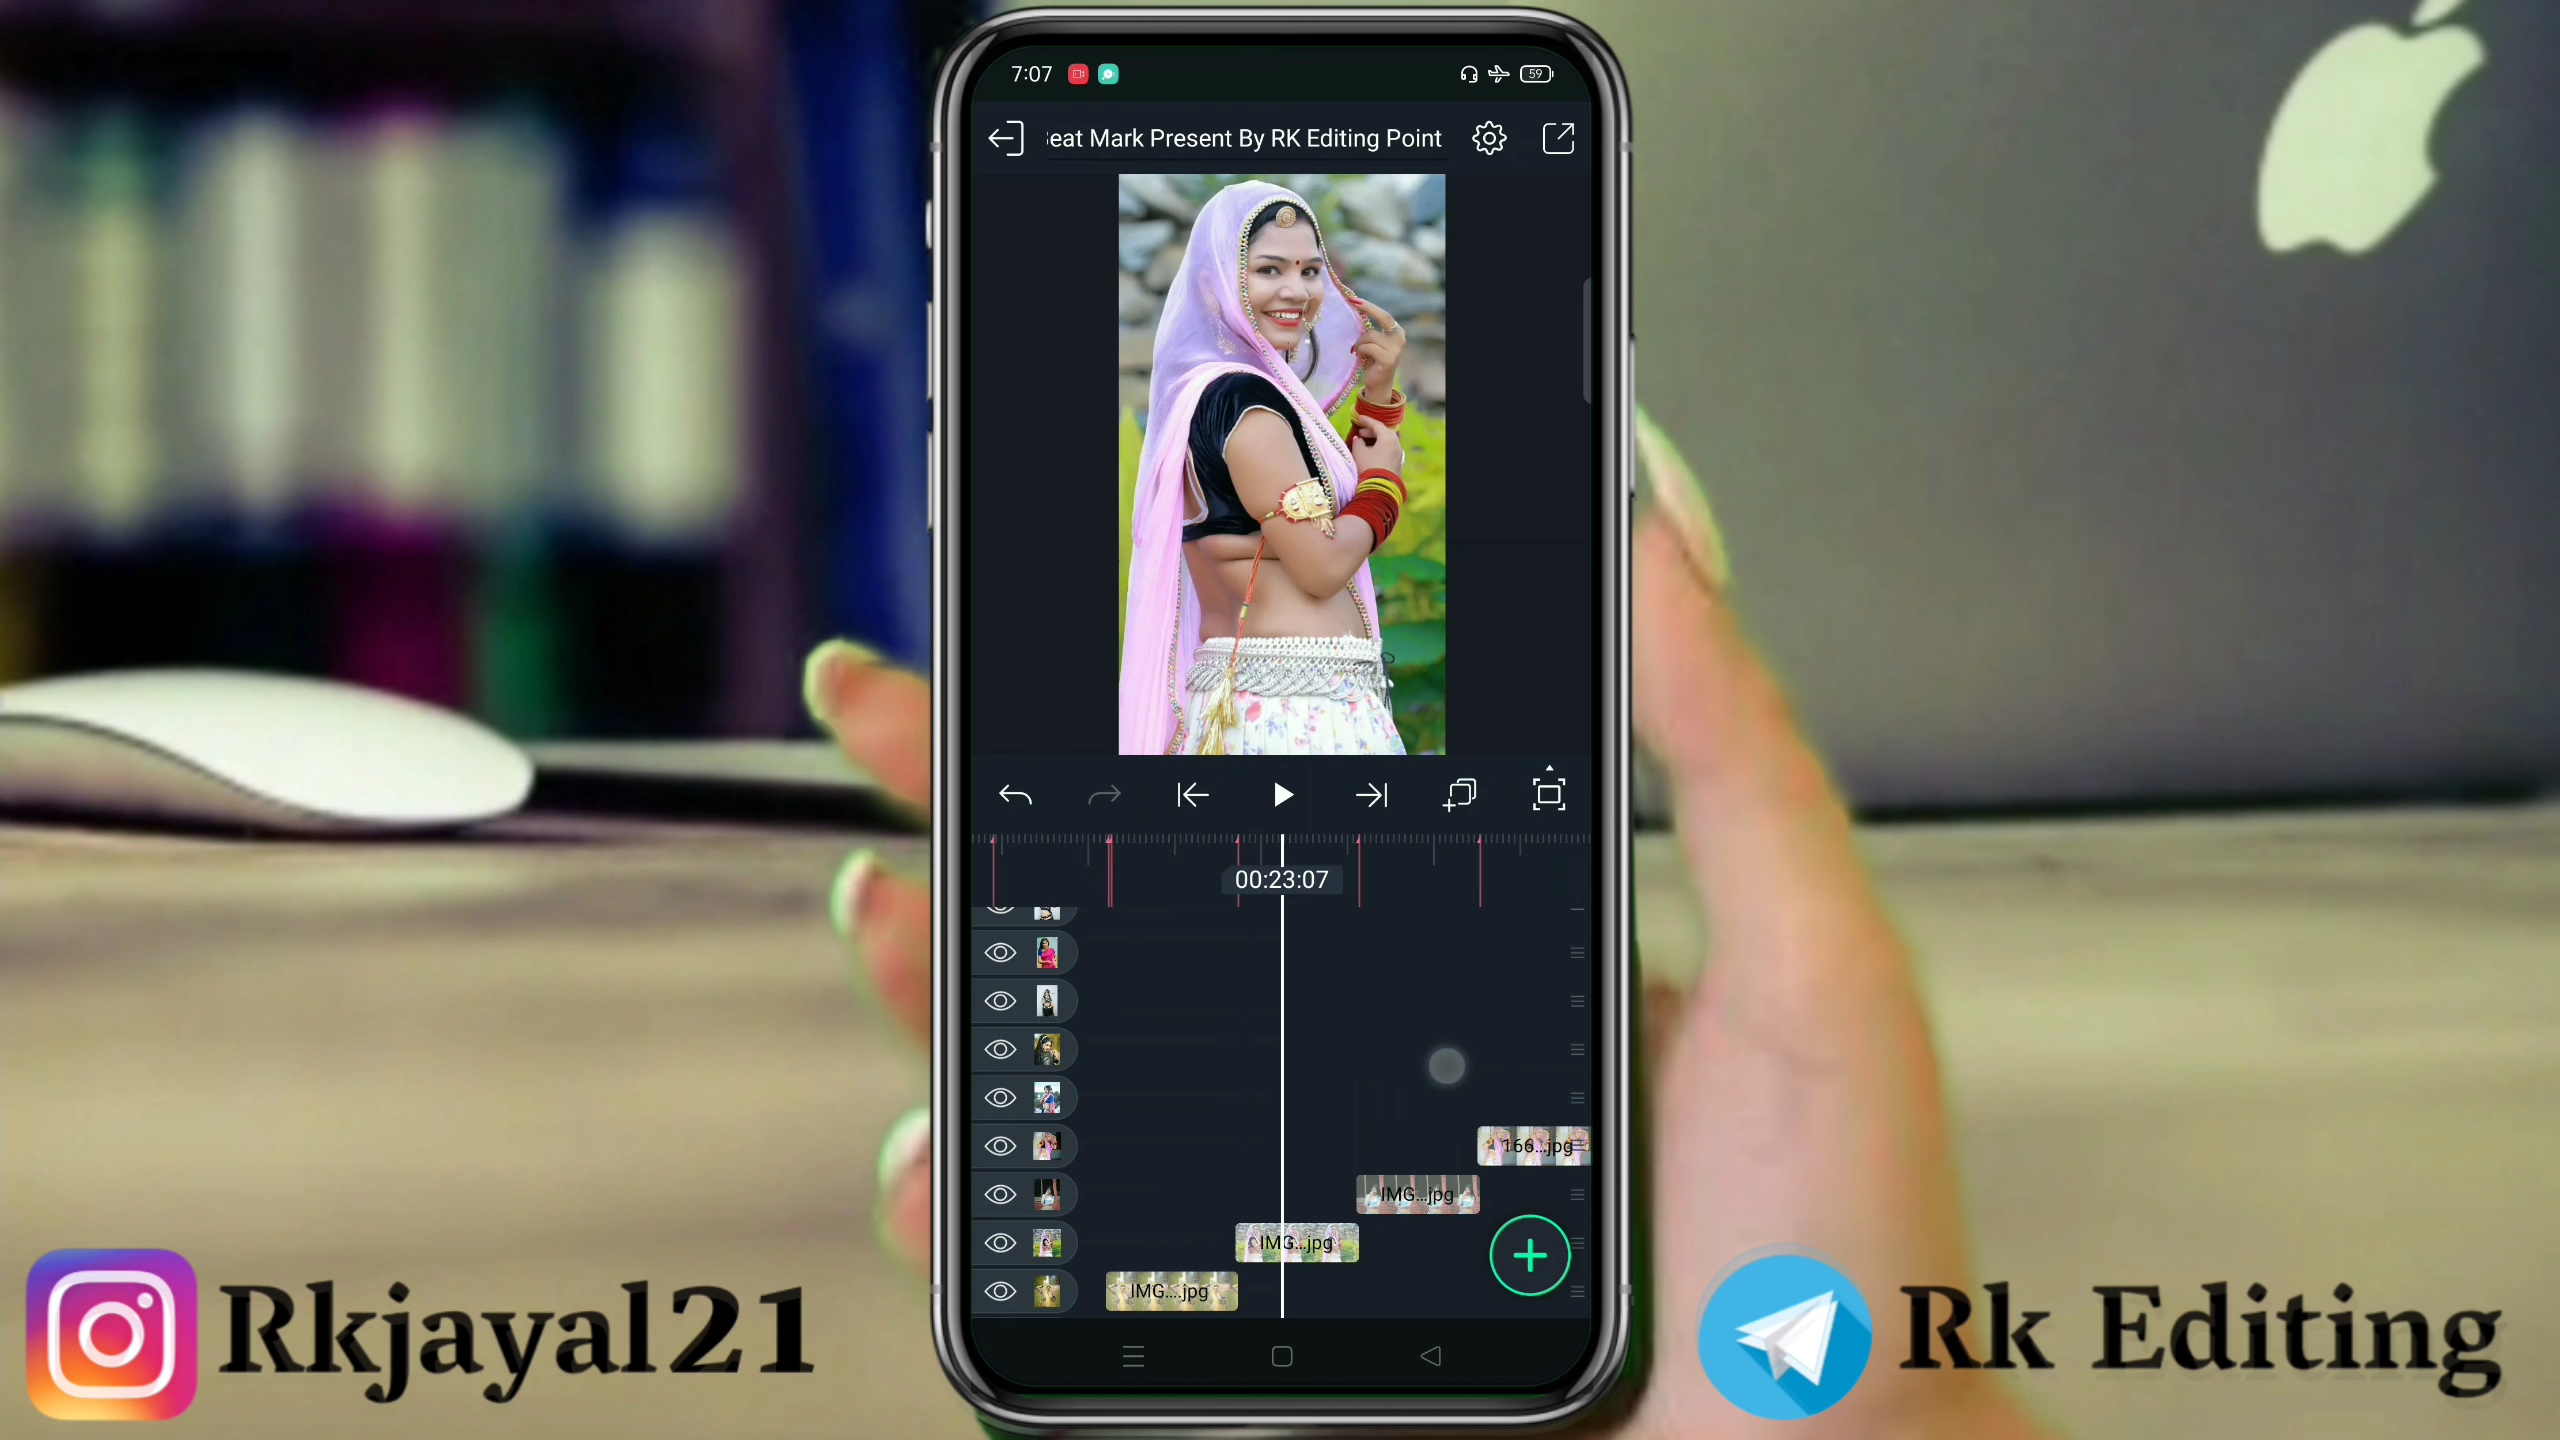 7:07
59
eat Mark Present By RK Editing Point
00:23:07
166...jpg
IMG...jpg
IMG...jpg
IMG....jpg
Rkjayal21
Rk Editing